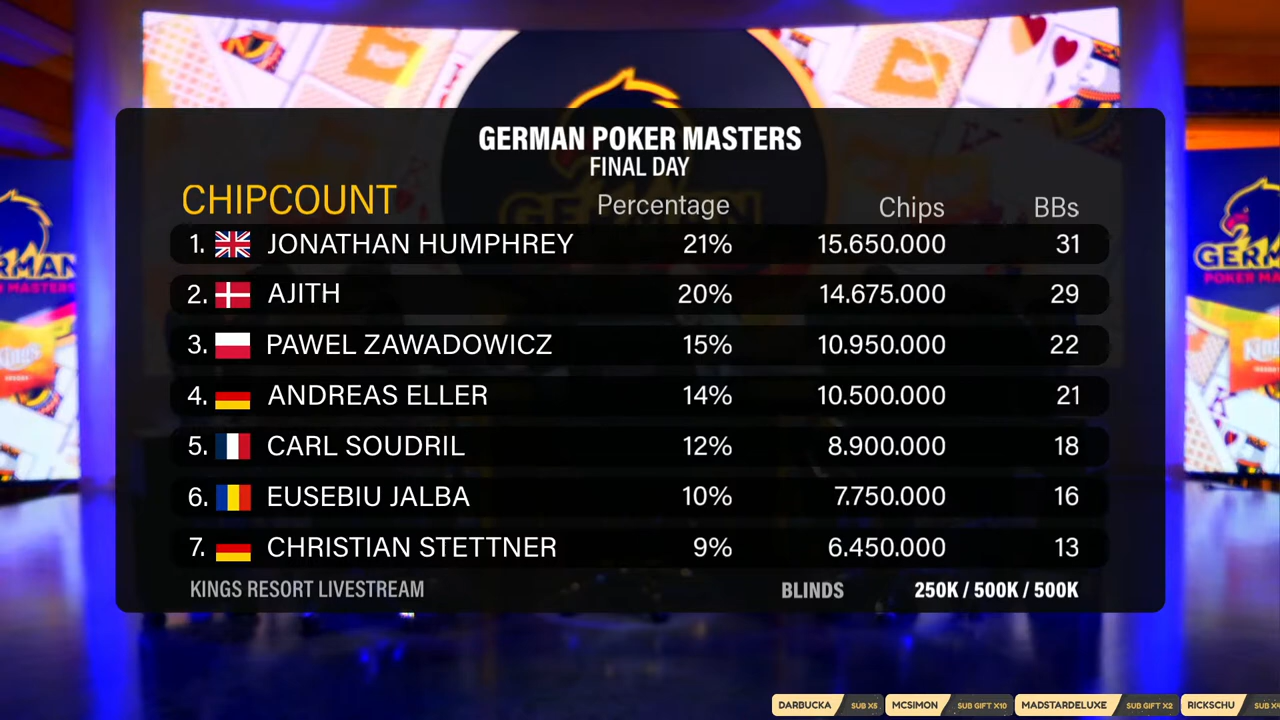 GERMAN POKER MASTERS
FINAL DAY
CHIPCOUNT Percentage Chips BBs
1. JONATHAN HUMPHREY 21% 15.650.000 31
2. AJITH 20% 14.675.000 29
3. PAWEL ZAWADOWICZ 15% 10.950.000 22
4. ANDREAS ELLER 14% 10.500.000 21
5. CARL SOUDRIL 12% 8.900.000 18
6. EUSEBIU JALBA 10% 7.750.000 16
7. CHRISTIAN STETTNER 9% 6.450.000 13
KINGS RESORT LIVESTREAM BLINDS 250K / 500K / 500K
DARBUCKA SUB X5 MCSIMON SUB GIFT X10 MADSTARDELUXE SUB GIFT X2 RICKSCHU